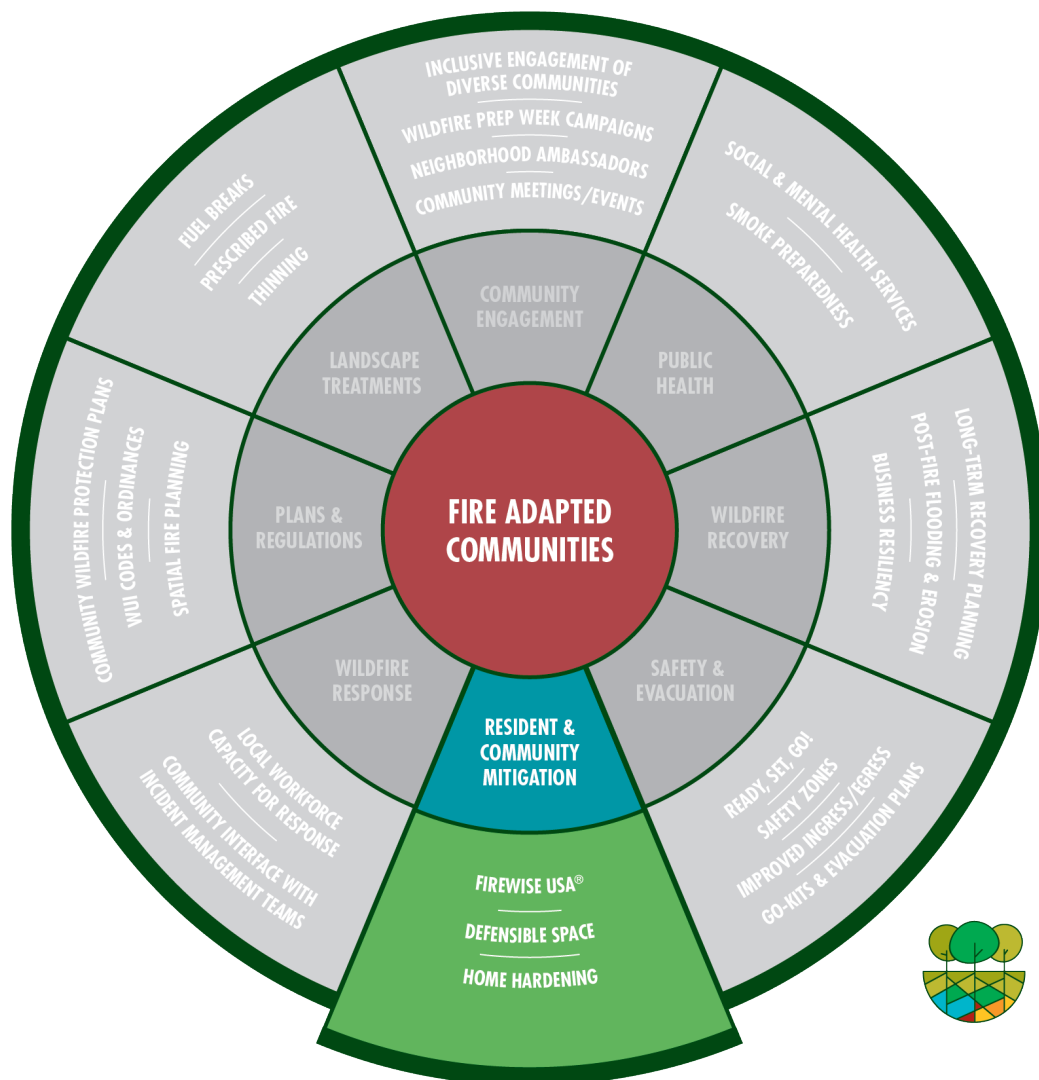 FIRE ADAPTED
COMMUNITIES
COMMUNITY
ENGAGEMENT
INCLUSIVE ENGAGEMENT OF
DIVERSE COMMUNITIES
WILDFIRE PREP WEEK CAMPAIGNS
NEIGHBORHOOD AMBASSADORS
COMMUNITY MEETINGS/EVENTS
PUBLIC
HEALTH
SOCIAL & MENTAL HEALTH SERVICES
SMOKE PREPAREDNESS
WILDFIRE
RECOVERY
LONG-TERM RECOVERY PLANNING
POST-FIRE FLOODING & EROSION
BUSINESS RESILIENCY
SAFETY &
EVACUATION
READY, SET, GO!
SAFETY ZONES
IMPROVED INGRESS/EGRESS
GO-KITS & EVACUATION PLANS
RESIDENT &
COMMUNITY
MITIGATION
FIREWISE USA®
DEFENSIBLE SPACE
HOME HARDENING
WILDFIRE
RESPONSE
LOCAL WORKFORCE
CAPACITY FOR RESPONSE
COMMUNITY INTERFACE WITH
INCIDENT MANAGEMENT TEAMS
PLANS &
REGULATIONS
COMMUNITY WILDFIRE PROTECTION PLANS
WUI CODES & ORDINANCES
SPATIAL FIRE PLANNING
LANDSCAPE
TREATMENTS
FUEL BREAKS
PRESCRIBED FIRE
THINNING